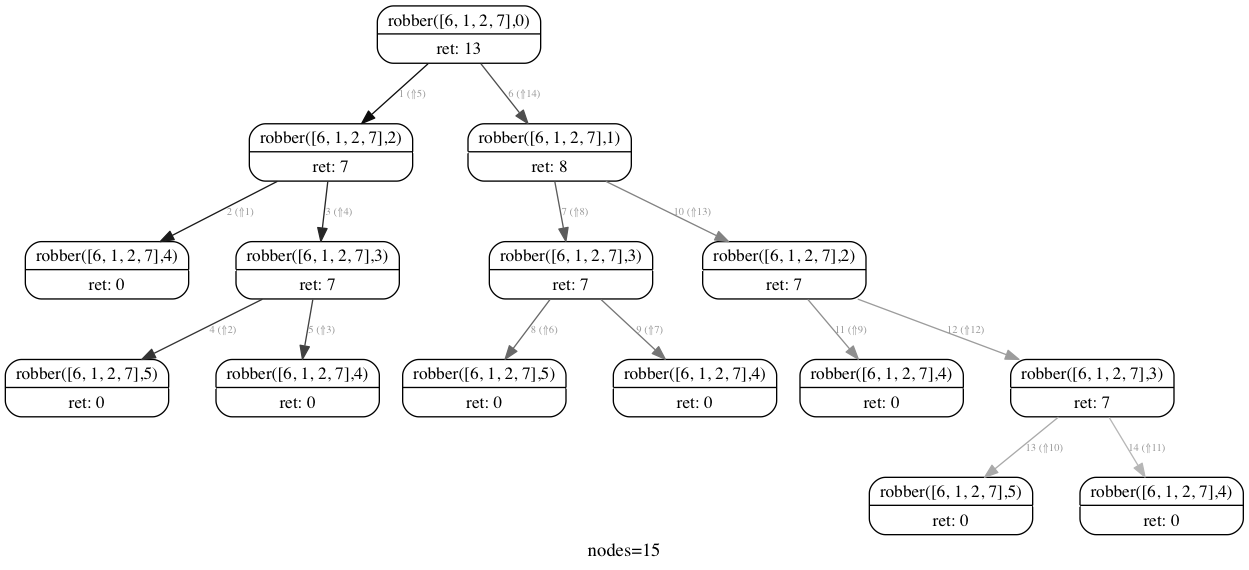 robber([6, 1, 2, 7],0)
ret: 13
1 (⇑5)
6 (⇑14)
robber([6, 1, 2, 7],2)
ret: 7
robber([6, 1, 2, 7],1)
ret: 8
2 (⇑1)
3 (⇑4)
7 (⇑8)
10 (⇑13)
robber([6, 1, 2, 7],4)
ret: 0
robber([6, 1, 2, 7],3)
ret: 7
robber([6, 1, 2, 7],3)
ret: 7
robber([6, 1, 2, 7],2)
ret: 7
4 (⇑2)
5 (⇑3)
8 (⇑6)
9 (⇑7)
11 (⇑9)
12 (⇑12)
robber([6, 1, 2, 7],5)
ret: 0
robber([6, 1, 2, 7],4)
ret: 0
robber([6, 1, 2, 7],5)
ret: 0
robber([6, 1, 2, 7],4)
ret: 0
robber([6, 1, 2, 7],4)
ret: 0
robber([6, 1, 2, 7],3)
ret: 7
13 (⇑10)
14 (⇑11)
robber([6, 1, 2, 7],5)
ret: 0
robber([6, 1, 2, 7],4)
ret: 0
nodes=15